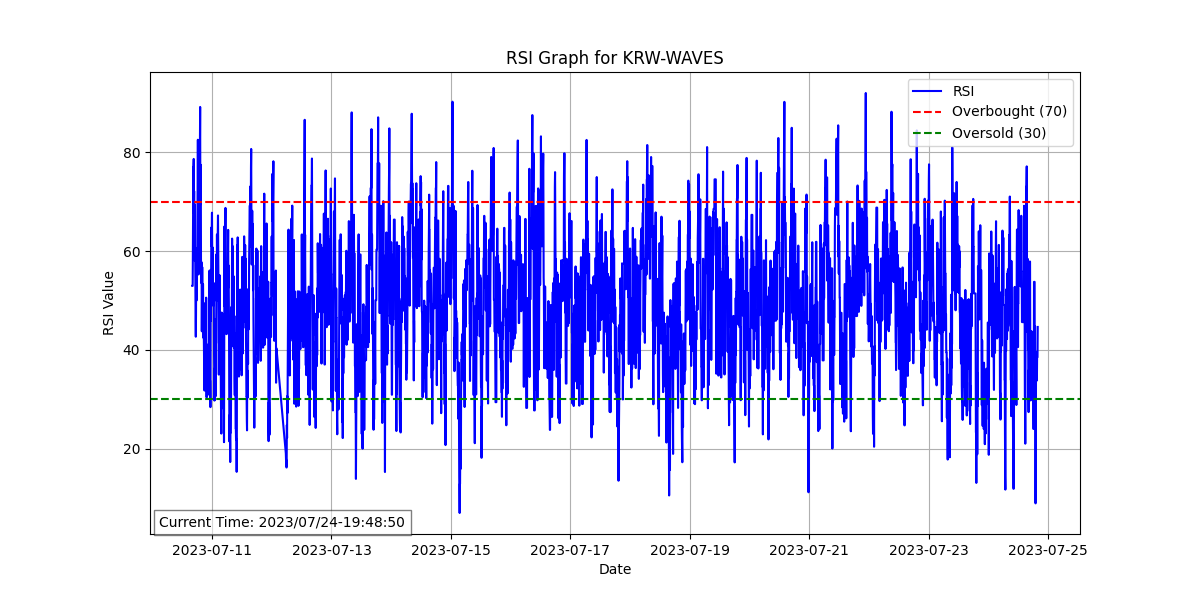 RSI Graph for KRW-WAVES
RSI
Overbought (70)
Oversold (30)
80
60
40
20
RSI Value
Current Time: 2023/07/24-19:48:50
2023-07-11 2023-07-13 2023-07-15 2023-07-17 2023-07-19 2023-07-21 2023-07-23 2023-07-25
Date